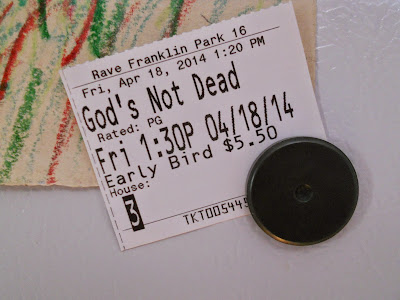 Rave Franklin Park 16
Fri, Apr 18, 2014 1:20 PM
God's Not Dead
Rated: PG
Fri 1:30P 04/18/14
Early Bird $5.50
House:
3